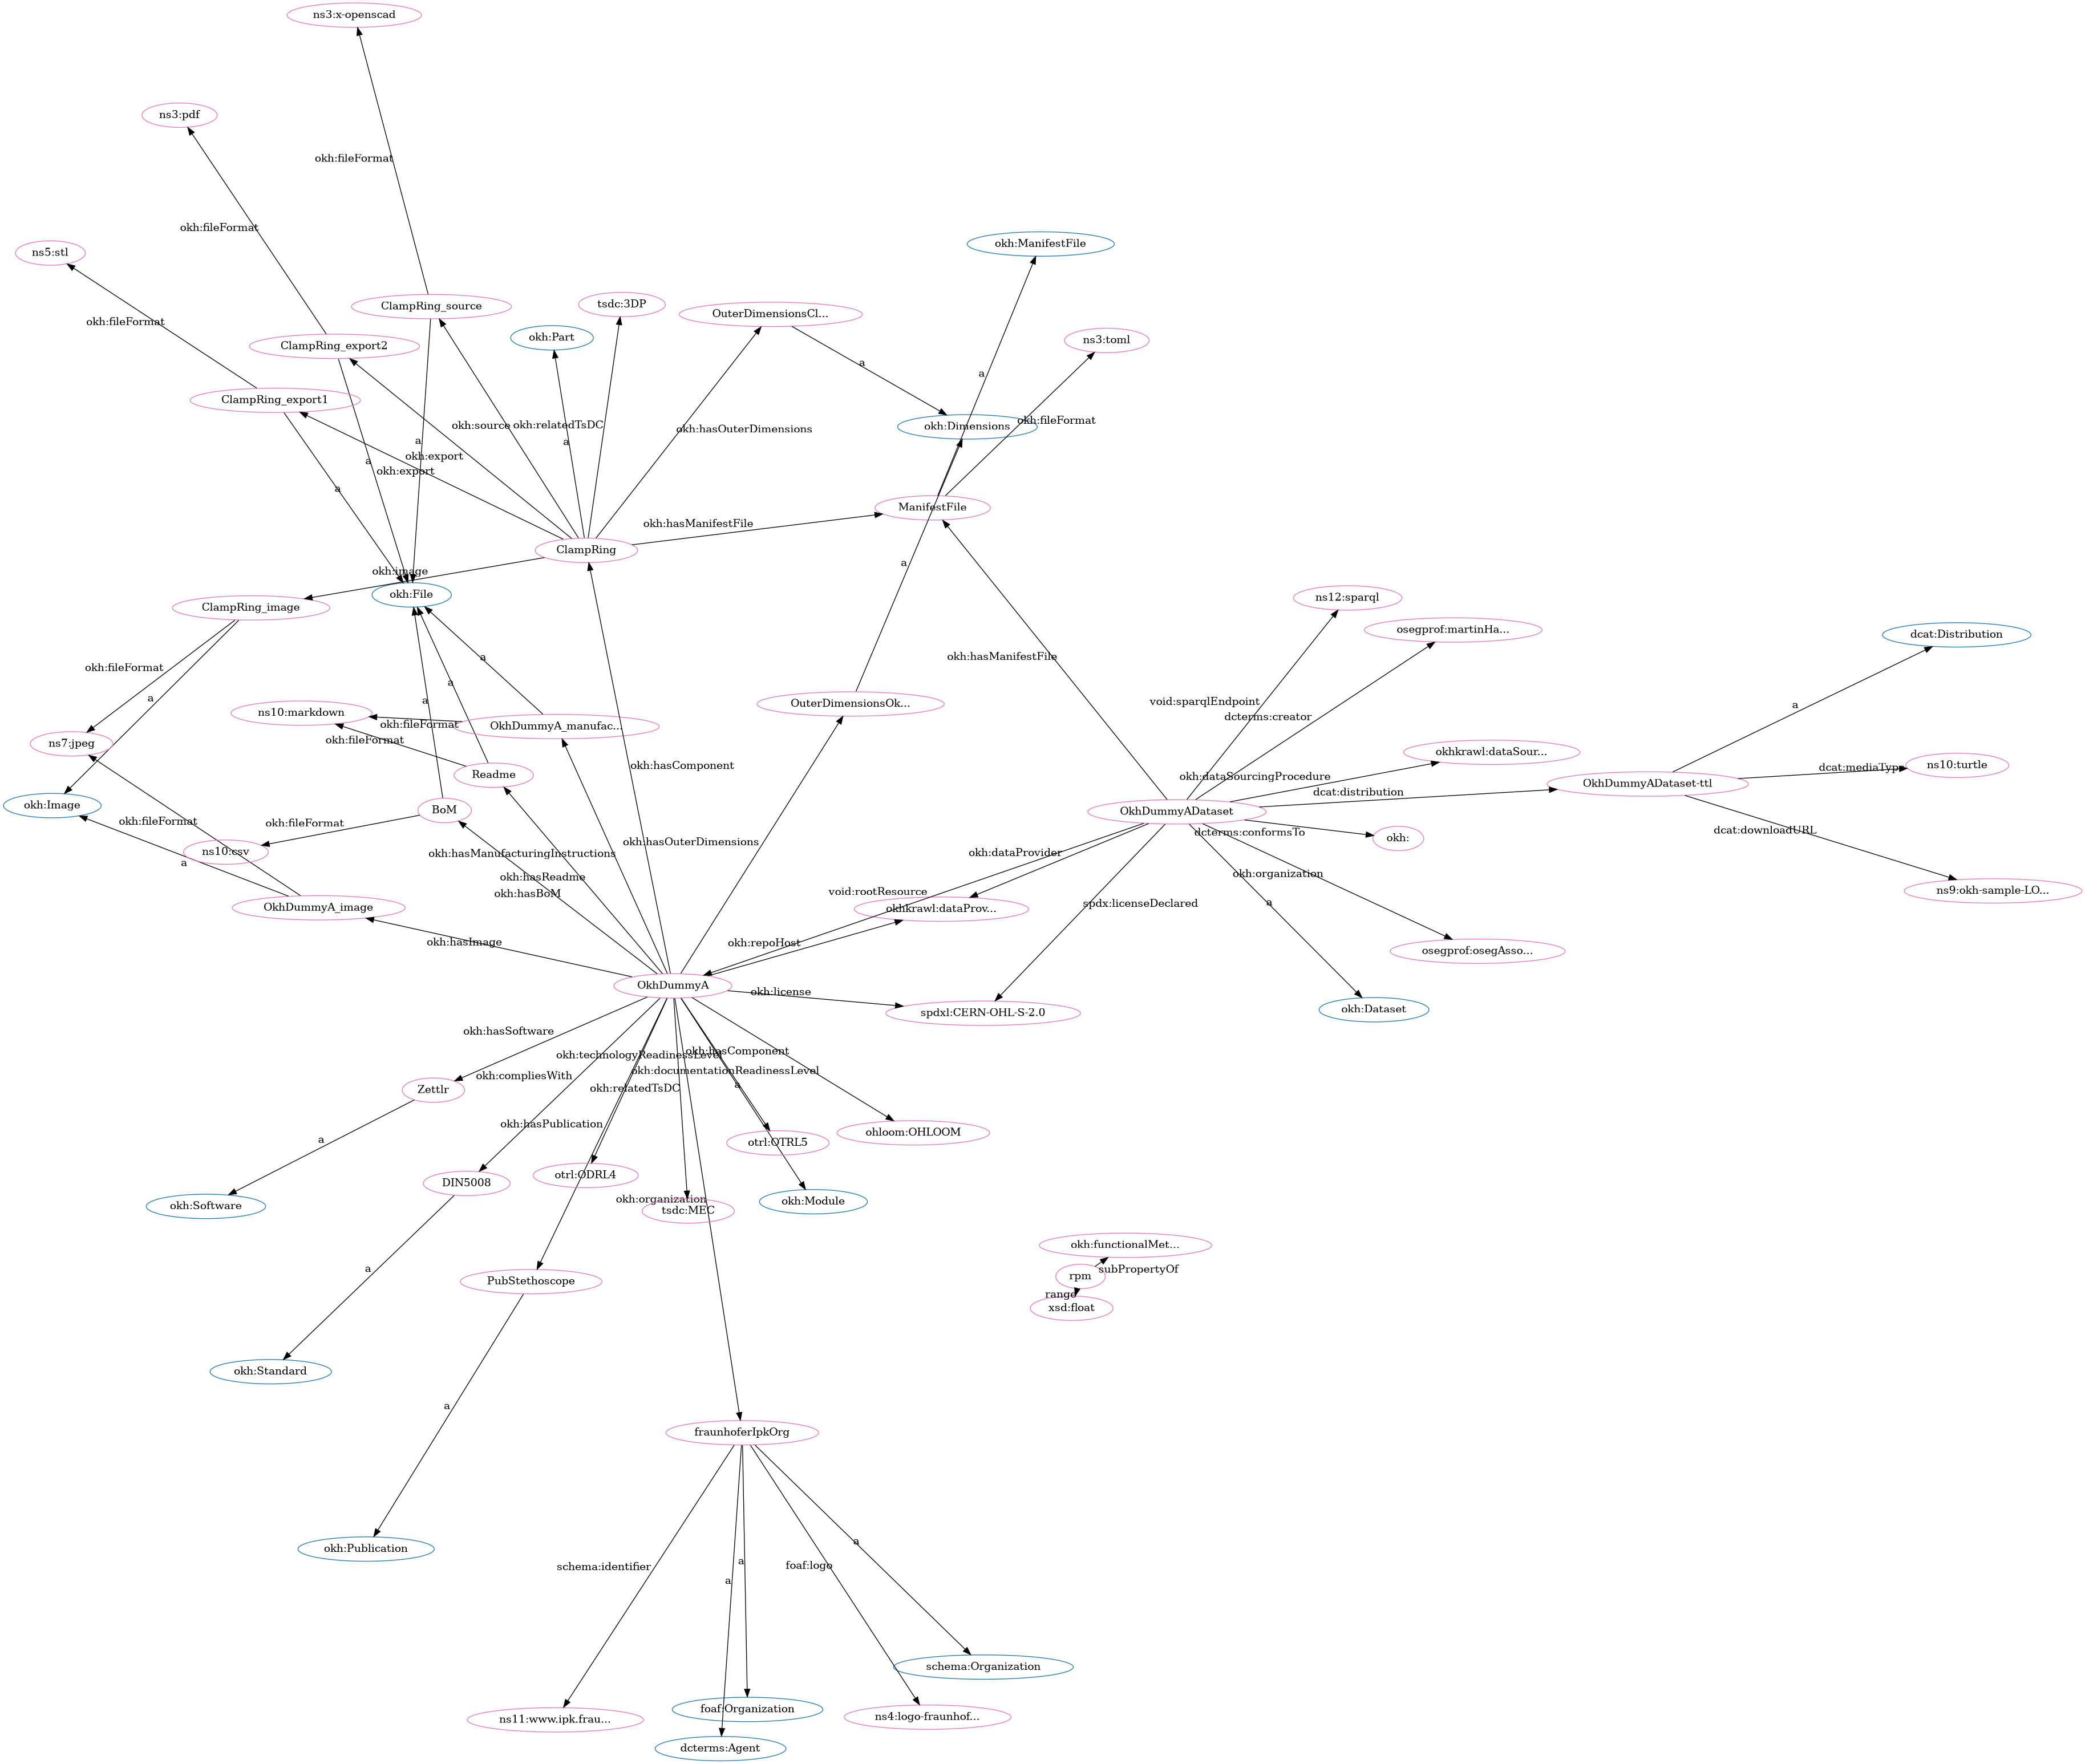 ns3:x-openscad
ns3:pdf
okh:fileFormat
okh:fileFormat
okh:ManifestFile
ns5:stl
ClampRing_source
tsdc:3DP
OuterDimensionsCl...
okh:fileFormat
okh:Part
ns3:toml
ClampRing_export2
a
a
ClampRing_export1
okh:fileFormat
okh:source
okh:relatedTsDC
okh:hasOuterDimensions
okh:Dimensions
a
a
okh:export
a
okh:export
a
ManifestFile
okh:hasManifestFile
ClampRing
a
okh:image
okh:File
ns12:sparql
ClampRing_image
osegprof:martinHa...
dcat:Distribution
a
okh:hasManifestFile
okh:fileFormat
a
a
a
void:sparqlEndpoint
OuterDimensionsOk...
a
ns10:markdown
dcterms:creator
okh:fileFormat
OkhDummyA_manufac...
okh:fileFormat
ns7:jpeg
okhkrawl:dataSour...
okh:hasComponent
ns10:turtle
dcat:mediaType
Readme
okh:dataSourcingProcedure
OkhDummyADataset-ttl
dcat:distribution
okh:Image
BoM
OkhDummyADataset
okh:fileFormat
okh:fileFormat
dcterms:conformsTo
okh:
dcat:downloadURL
okh:hasOuterDimensions
ns10:csv
okh:hasManufacturingInstructions
okh:dataProvider
a
okh:hasReadme
okh:organization
okh:hasBoM
void:rootResource
ns9:okh-sample-LO...
OkhDummyA_image
okhkrawl:dataProv...
spdx:licenseDeclared
a
okh:hasImage
okh:repoHost
osegprof:osegAsso...
OkhDummyA
okh:license
okh:Dataset
spdxl:CERN-OHL-S-2.0
okh:hasSoftware
okh:hasComponent
okh:technologyReadinessLevel
okh:documentationReadinessLevel
okh:compliesWith
a
okh:relatedTsDC
Zettlr
okh:hasPublication
ohloom:OHLOOM
a
otrl:OTRL5
otrl:ODRL4
DIN5008
okh:organization
okh:Module
okh:Software
tsdc:MEC
okh:functionalMet...
a
subPropertyOf
rpm
PubStethoscope
range
xsd:float
okh:Standard
a
fraunhoferIpkOrg
a
okh:Publication
a
foaf:logo
schema:identifier
a
schema:Organization
foaf:Organization
ns4:logo-fraunhof...
ns11:www.ipk.frau...
dcterms:Agent